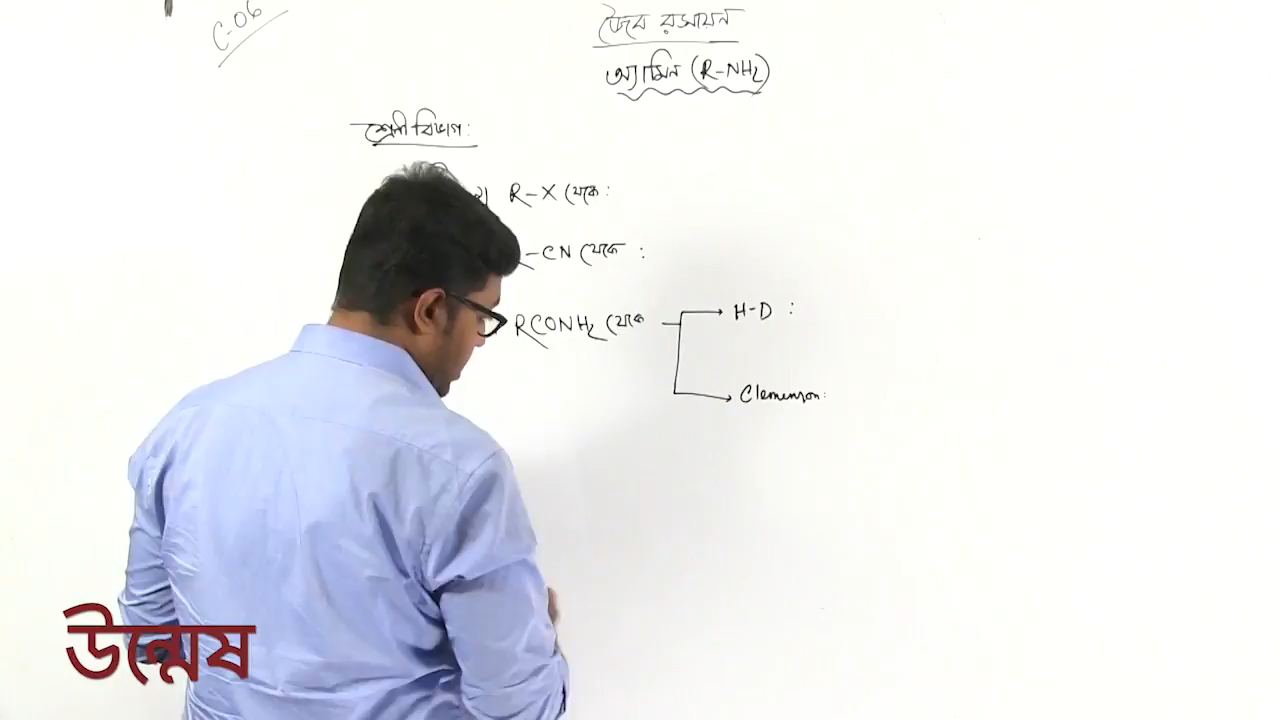 C-06
জৈব রসায়ন
অ্যামিন (R-NH2)
শ্রেণী বিভাগ:
R-X থেকে:
-CN থেকে :
RCONH2 থেকে
H-D :
Clemenson:
উন্মেষ